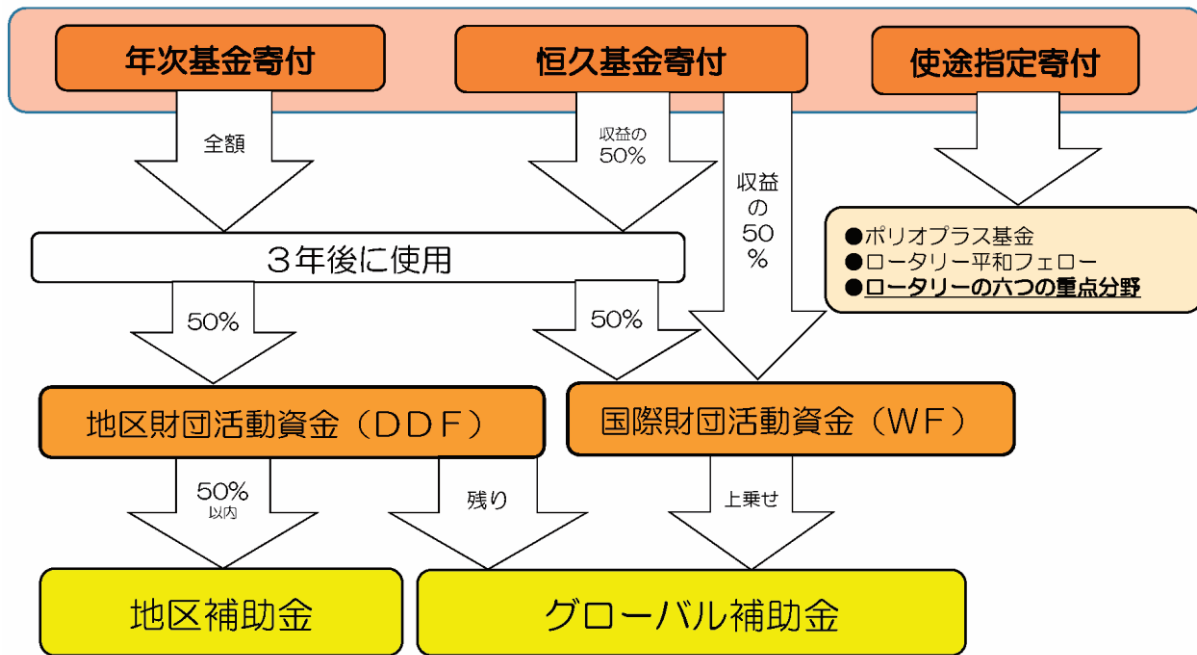 年次基金寄付
恒久基金寄付
使途指定寄付
全額
収益の
50%
収益
の
50
%
●ポリオプラス基金
●ロータリー平和フェロー
●ロータリーの六つの重点分野
３年後に使用
50%
50%
地区財団活動資金（ＤＤＦ）
国際財団活動資金（ＷＦ）
50%
以内
残り
上乗せ
地区補助金
グローバル補助金